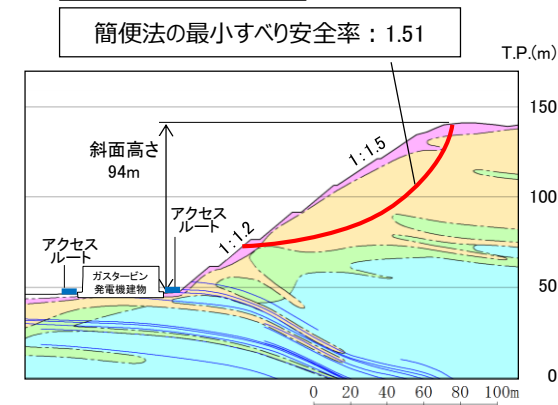 簡便法の最小すべり安全率：1.51
T.P.(m)
150
1：1.5
斜面高さ
94m
100
1：1.2
アクセス
ルート
アクセス
ルート
ガスタービン
発電機建物
50
0
0 20 40 60 80 100m